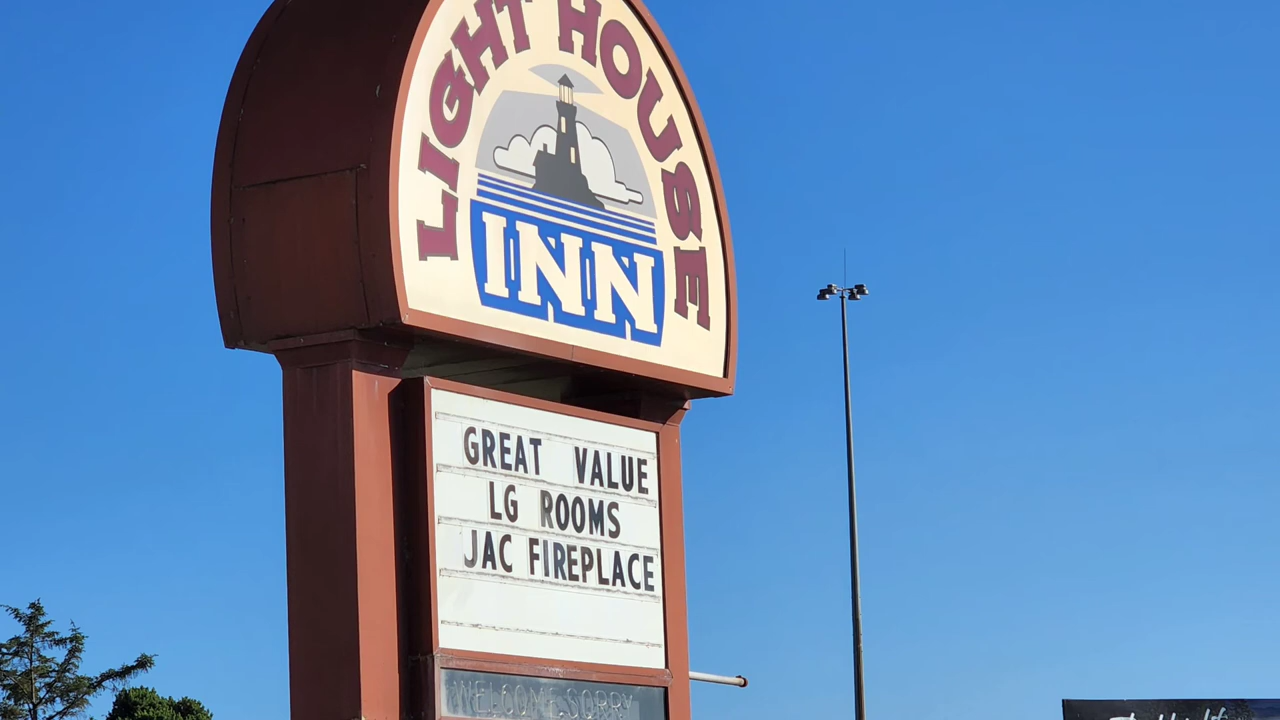 LIGHT HOUSE
INN
GREAT VALUE
LG ROOMS
JAC FIREPLACE
WELCOME SORRY